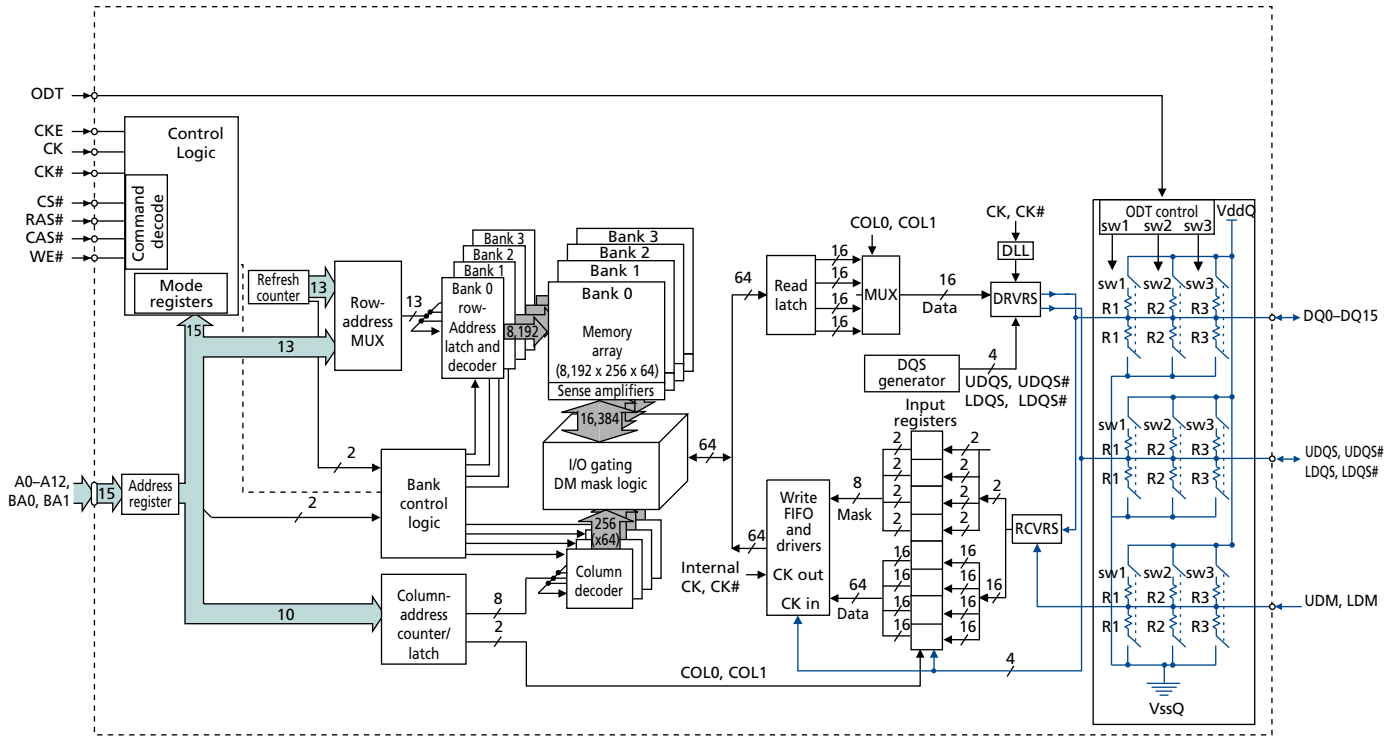 ODT
CKE
CK
CK#
CS#
RAS#
CAS#
WE#
Control
Logic
Command
decode
Mode
registers
15
Refresh
counter
13
13
Row-
address
MUX
13
Bank 3
Bank 2
Bank 1
Bank 0
row-
Address
latch and
decoder
8,192
Bank 3
Bank 2
Bank 1
Bank 0
Memory
array
(8,192 x 256 x 64)
Sense amplifiers
16,384
I/O gating
DM mask logic
256
(x64)
Column
decoder
A0–A12,
BA0, BA1
15
Address
register
2
2
Bank
control
logic
10
Column-
address
counter/
latch
8
2
COL0, COL1
64
64
Read
latch
16
16
16
16
COL0, COL1
MUX
16
Data
CK, CK#
DLL
DRVRS
DQS
generator
4
UDQS, UDQS#
LDQS, LDQS#
Input
registers
2
2
2
2
2
2
2
2
2
8
Mask
Write
FIFO
and
drivers
CK out
CK in
64
Internal
CK, CK#
64
Data
16
16
16
16
16
16
16
16
16
RCVRS
4
ODT control
sw1
sw2
sw3
VddQ
sw1
sw2
sw3
R1
R2
R3
R1
R2
R3
sw1
sw2
sw3
R1
R2
R3
R1
R2
R3
sw1
sw2
sw3
R1
R2
R3
R1
R2
R3
VssQ
DQ0–DQ15
UDQS, UDQS#
LDQS, LDQS#
UDM, LDM